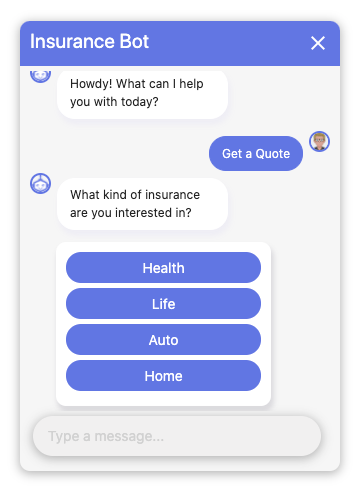 Insurance Bot
Howdy! What can I help
you with today?
Get a Quote
What kind of insurance
are you interested in?
Health
Life
Auto
Home
Type a message...